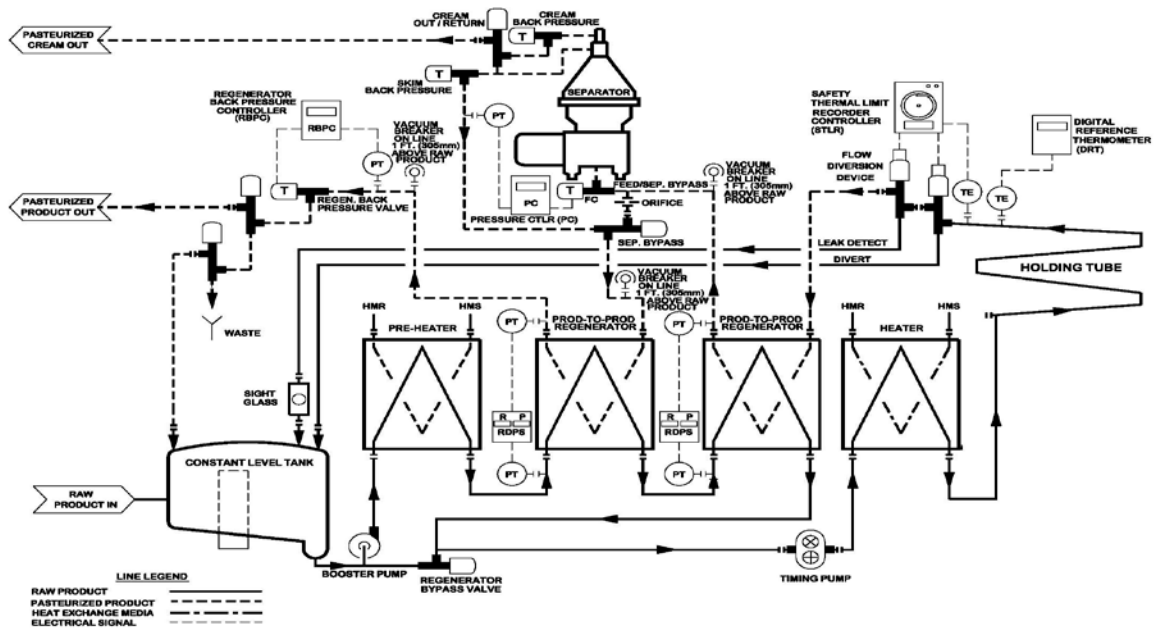 PASTEURIZED
CREAM OUT
CREAM
OUT / RETURN
CREAM
BACK PRESSURE
T
T
SKIM
BACK PRESSURE
SEPARATOR
REGENERATOR
BACK PRESSURE
CONTROLLER
(RBPC)
RBPC
PT
VACUUM
BREAKER
ON LINE
1 FT. (305mm)
ABOVE RAW
PRODUCT
PT
SAFETY
THERMAL LIMIT
RECORDER
CONTROLLER
(STLR)
DIGITAL
REFERENCE
THERMOMETER
(DRT)
FLOW
DIVERSION
DEVICE
TE
TE
VACUUM
BREAKER
ON LINE
1 FT. (305mm)
ABOVE RAW
PRODUCT
PASTEURIZED
PRODUCT OUT
T
REGEN. BACK
PRESSURE VALVE
PC
PRESSURE CTLR (PC)
T
FC
FEED/SEP. BYPASS
ORIFICE
SEP. BYPASS
LEAK DETECT
DIVERT
HOLDING TUBE
VACUUM
BREAKER
ON LINE
1 FT. (305mm)
ABOVE RAW
PRODUCT
WASTE
HMR
HMS
PRE-HEATER
PT
PROD-TO-PROD
REGENERATOR
PT
PROD-TO-PROD
REGENERATOR
HMR
HMS
HEATER
SIGHT
GLASS
R P
RDPS
PT
R P
RDPS
PT
CONSTANT LEVEL TANK
RAW
PRODUCT IN
BOOSTER PUMP
REGENERATOR
BYPASS VALVE
TIMING PUMP
LINE LEGEND
RAW PRODUCT
PASTEURIZED PRODUCT
HEAT EXCHANGE MEDIA
ELECTRICAL SIGNAL